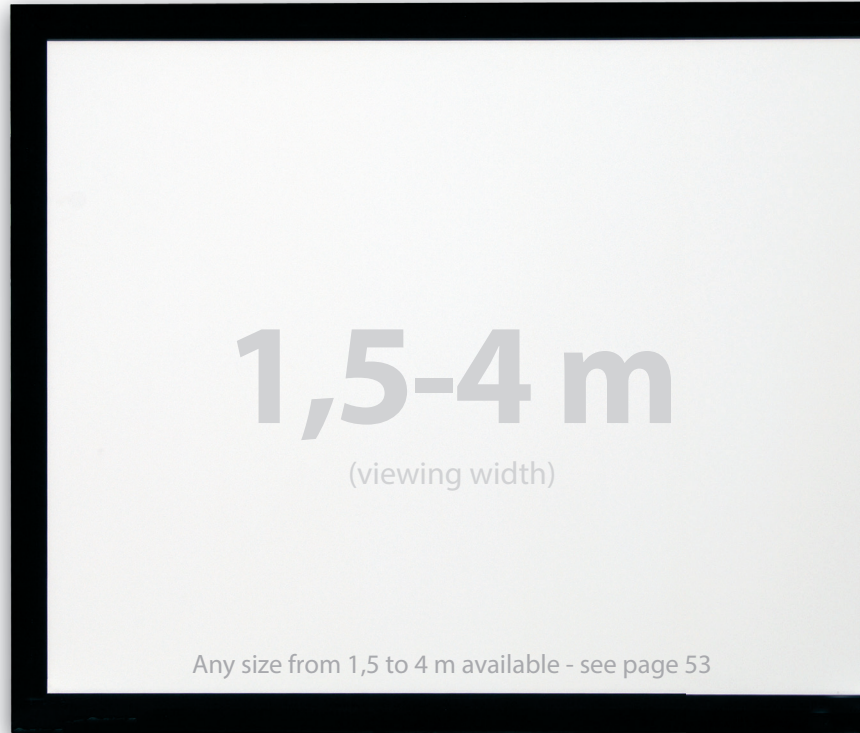 1,5-4 m
(viewing width)
Any size from 1,5 to 4 m available - see page 53